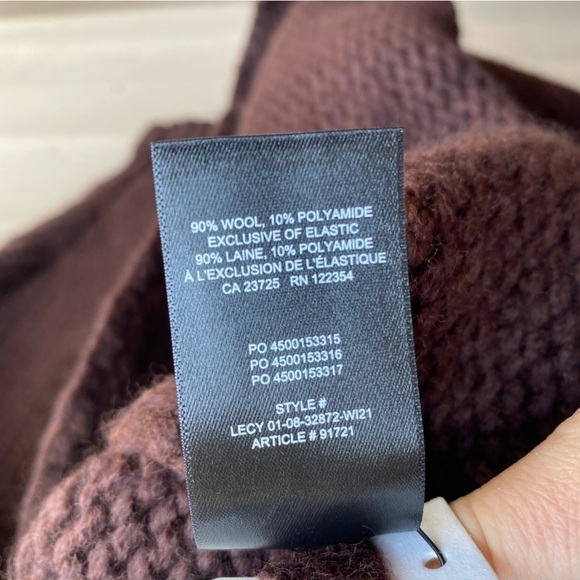 90% WOOL, 10% POLYAMIDE
EXCLUSIVE OF ELASTIC
90% LAINE, 10% POLYAMIDE
À L'EXCLUSION DE L'ÉLASTIQUE
CA 23725 RN 122354
PO 4500153315
PO 4500153316
PO 4500153317
STYLE #
LECY 01-08-32872-WI21
ARTICLE # 91721